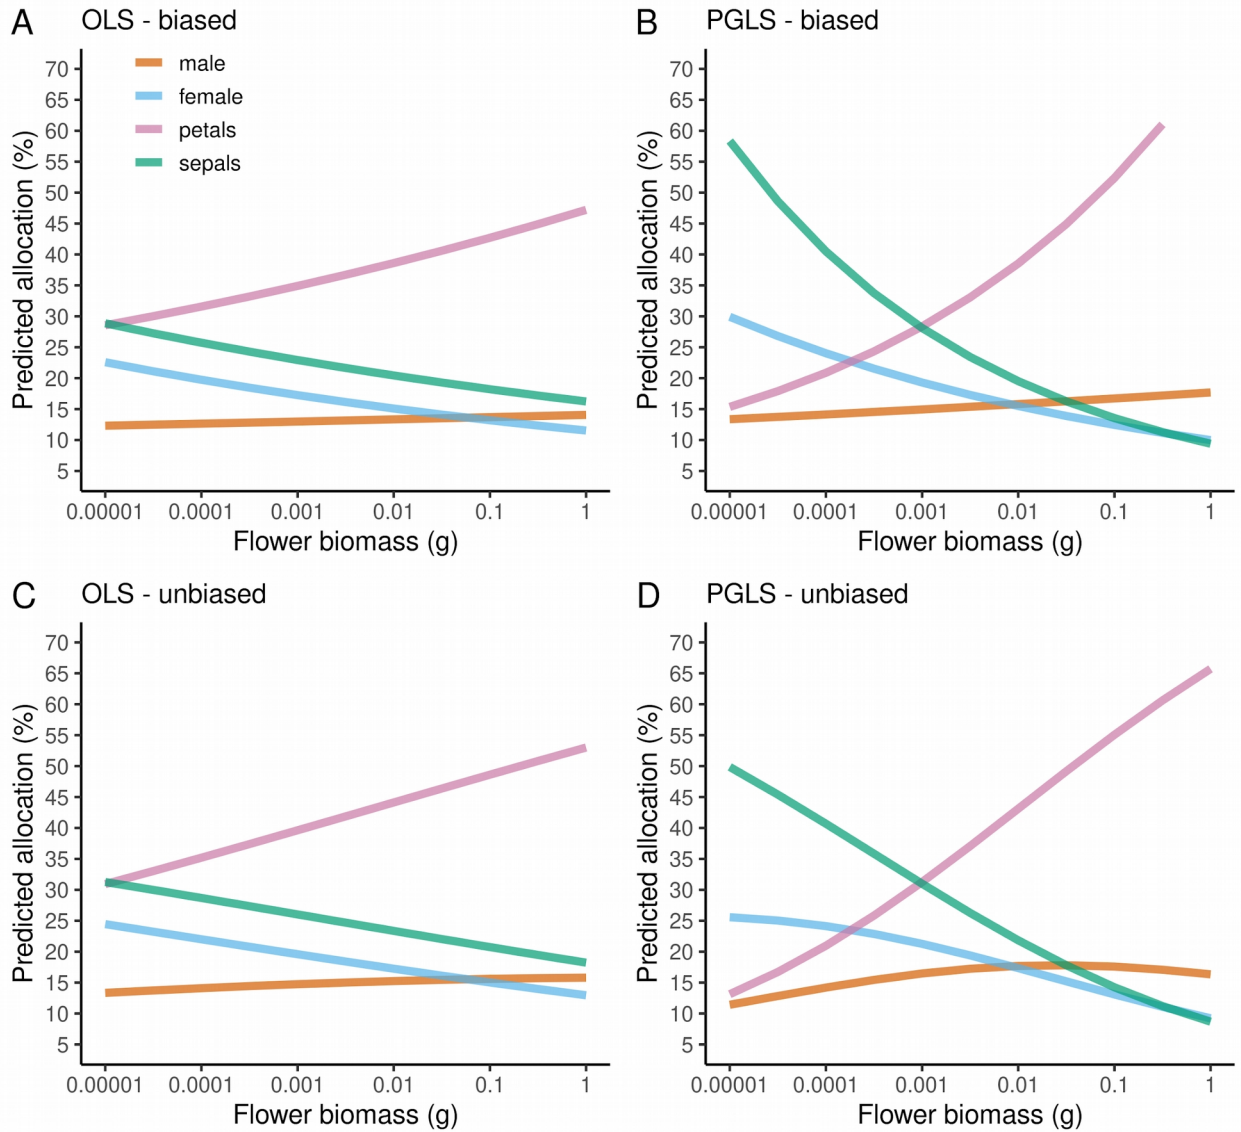 A OLS - biased
male
female
petals
sepals
70
65
60
55
50
45
40
35
30
25
20
15
10
5
Predicted allocation (%)
0.00001 0.0001 0.001 0.01 0.1 1
Flower biomass (g)
B PGLS - biased
70
65
60
55
50
45
40
35
30
25
20
15
10
5
Predicted allocation (%)
0.00001 0.0001 0.001 0.01 0.1 1
Flower biomass (g)
C OLS - unbiased
70
65
60
55
50
45
40
35
30
25
20
15
10
5
Predicted allocation (%)
0.00001 0.0001 0.001 0.01 0.1 1
Flower biomass (g)
D PGLS - unbiased
70
65
60
55
50
45
40
35
30
25
20
15
10
5
Predicted allocation (%)
0.00001 0.0001 0.001 0.01 0.1 1
Flower biomass (g)